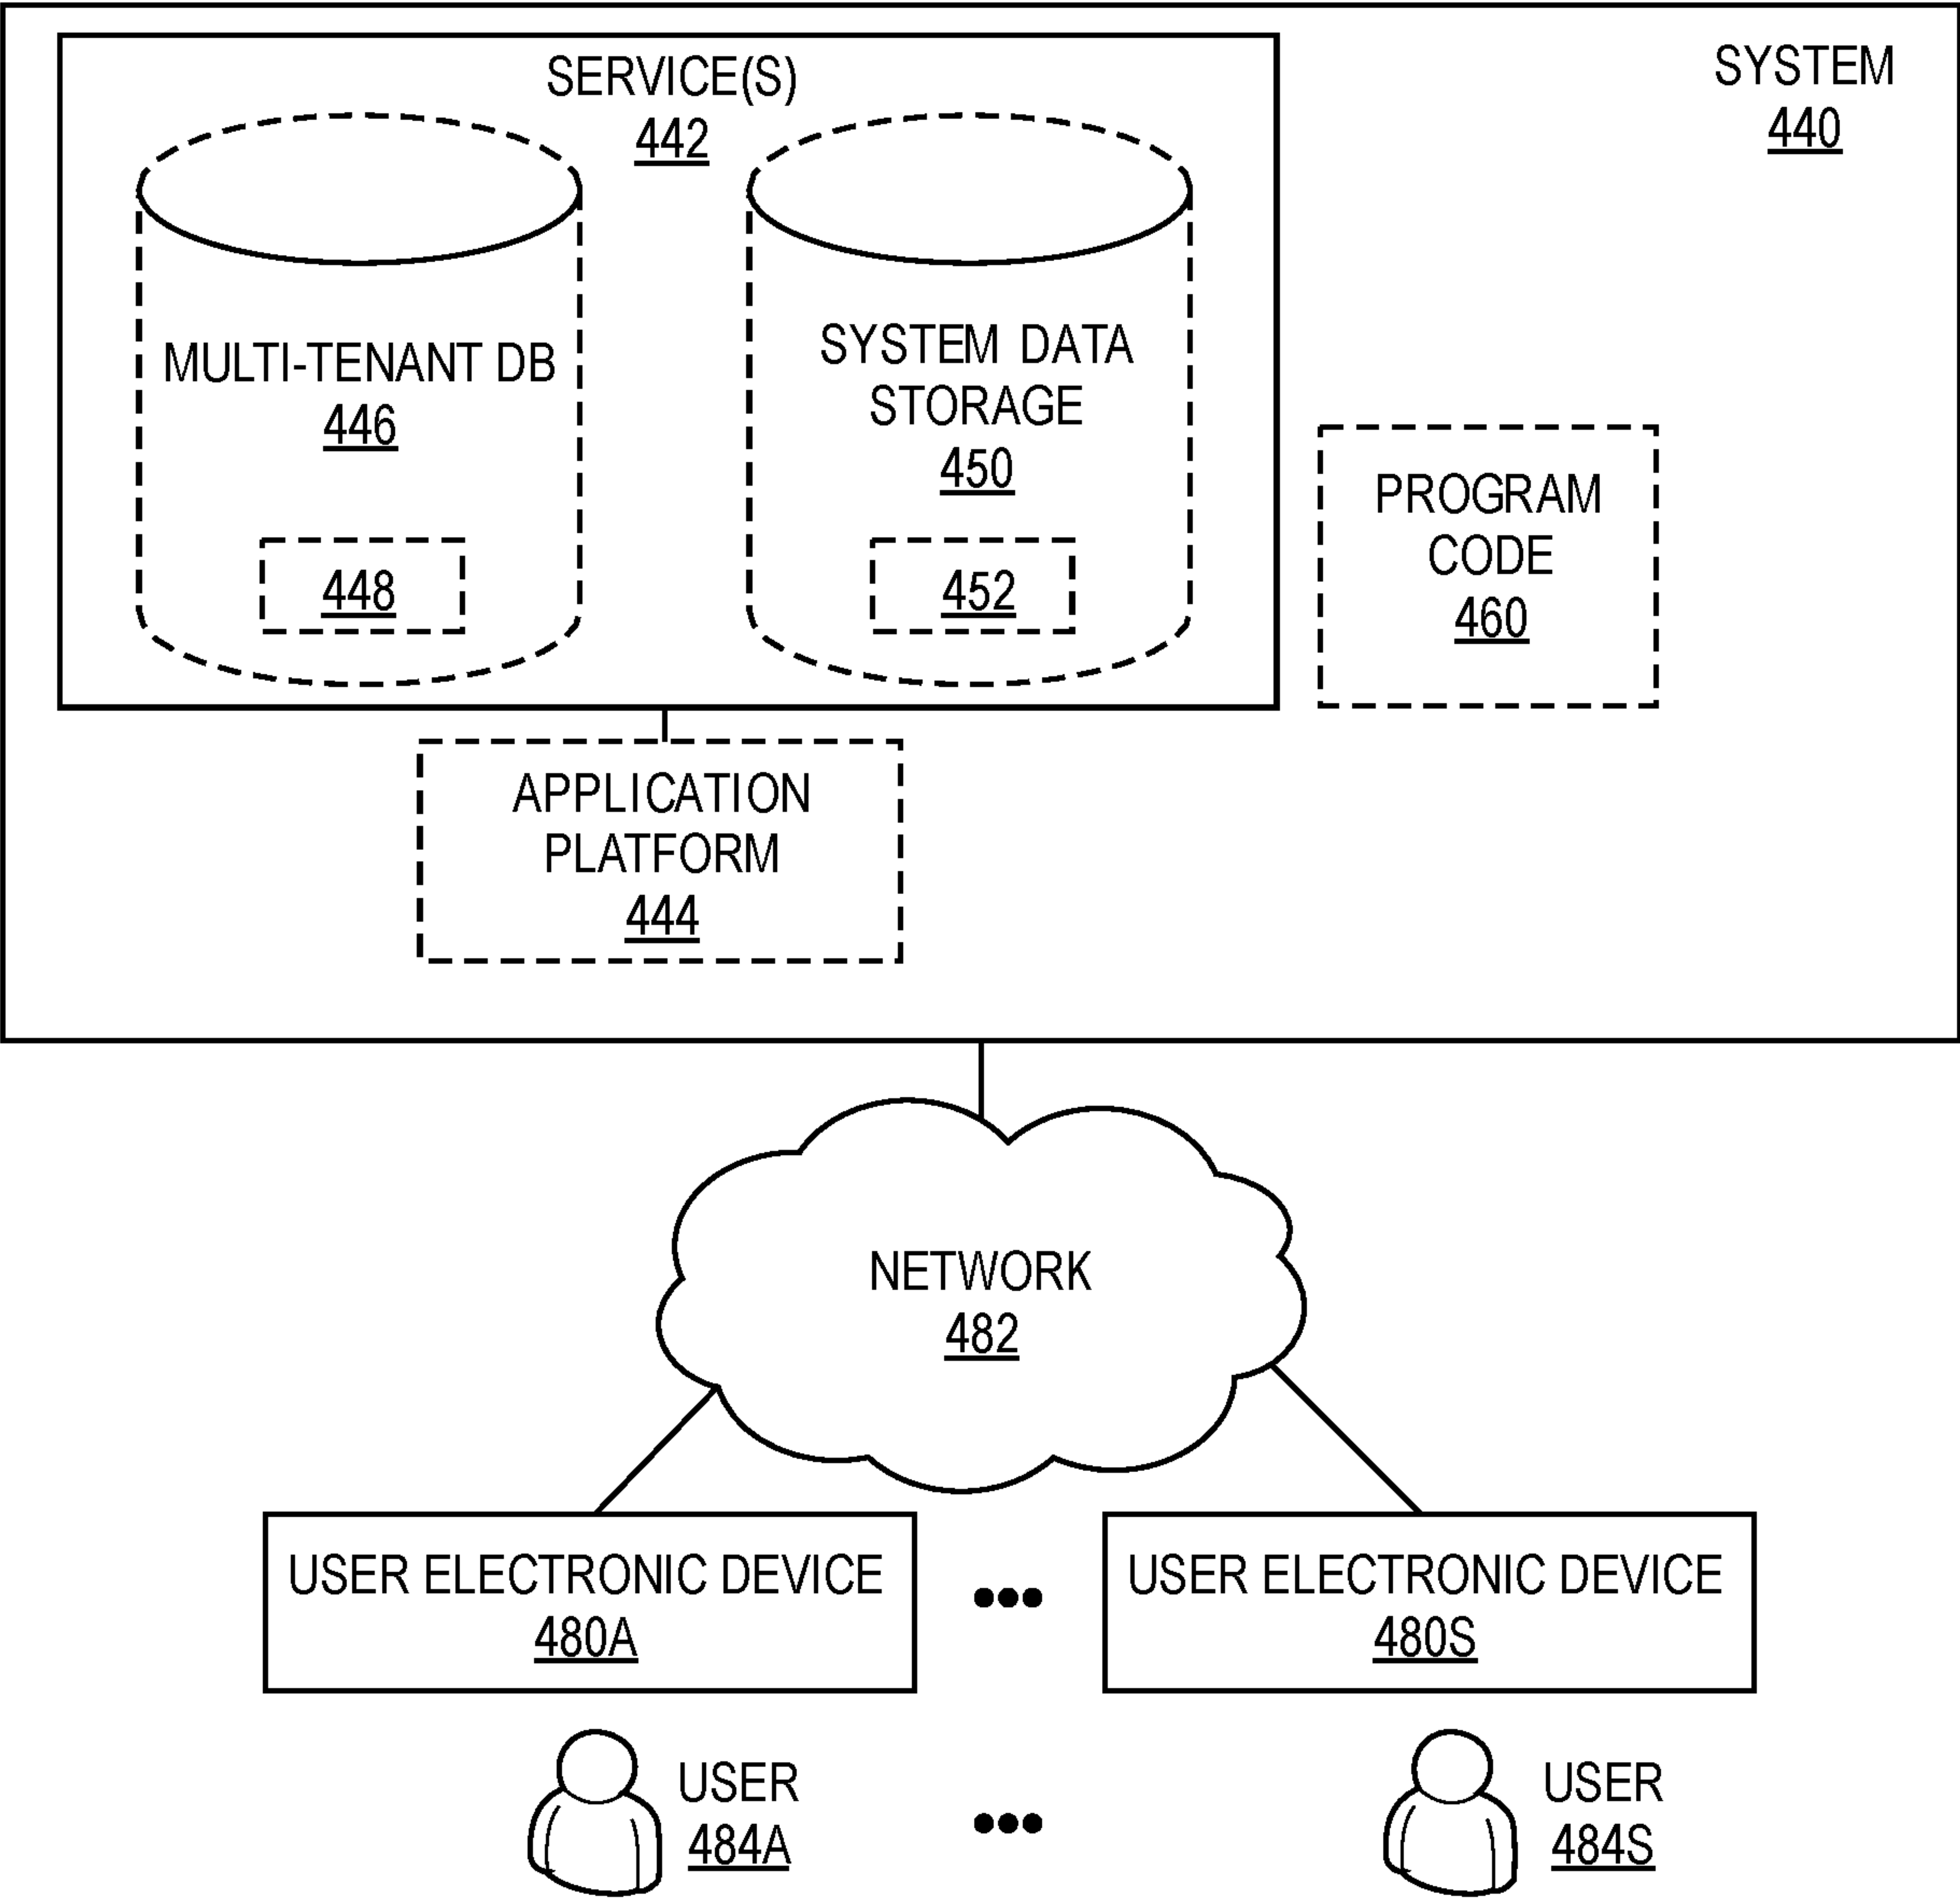 SERVICE(S)
442
SYSTEM
440
MULTI-TENANT DB
446
448
SYSTEM DATA
STORAGE
450
452
PROGRAM
CODE
460
APPLICATION
PLATFORM
444
NETWORK
482
USER ELECTRONIC DEVICE
480A
USER ELECTRONIC DEVICE
480S
USER
484A
USER
484S